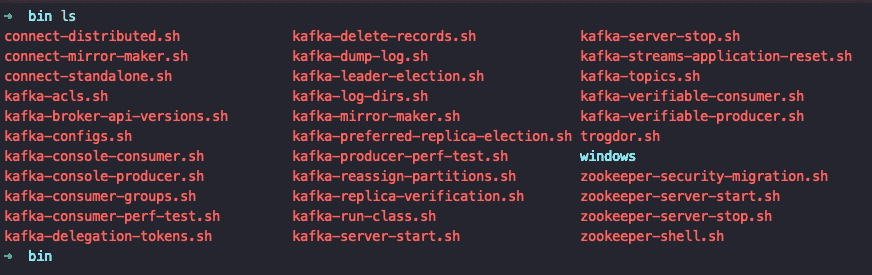 ➜ bin ls
connect-distributed.sh kafka-delete-records.sh kafka-server-stop.sh
connect-mirror-maker.sh kafka-dump-log.sh kafka-streams-application-reset.sh
connect-standalone.sh kafka-leader-election.sh kafka-topics.sh
kafka-acls.sh kafka-log-dirs.sh kafka-verifiable-consumer.sh
kafka-broker-api-versions.sh kafka-mirror-maker.sh kafka-verifiable-producer.sh
kafka-configs.sh kafka-preferred-replica-election.sh trogdor.sh
kafka-console-consumer.sh kafka-producer-perf-test.sh windows
kafka-console-producer.sh kafka-reassign-partitions.sh zookeeper-security-migration.sh
kafka-consumer-groups.sh kafka-replica-verification.sh zookeeper-server-start.sh
kafka-consumer-perf-test.sh kafka-run-class.sh zookeeper-server-stop.sh
kafka-delegation-tokens.sh kafka-server-start.sh zookeeper-shell.sh
➜ bin